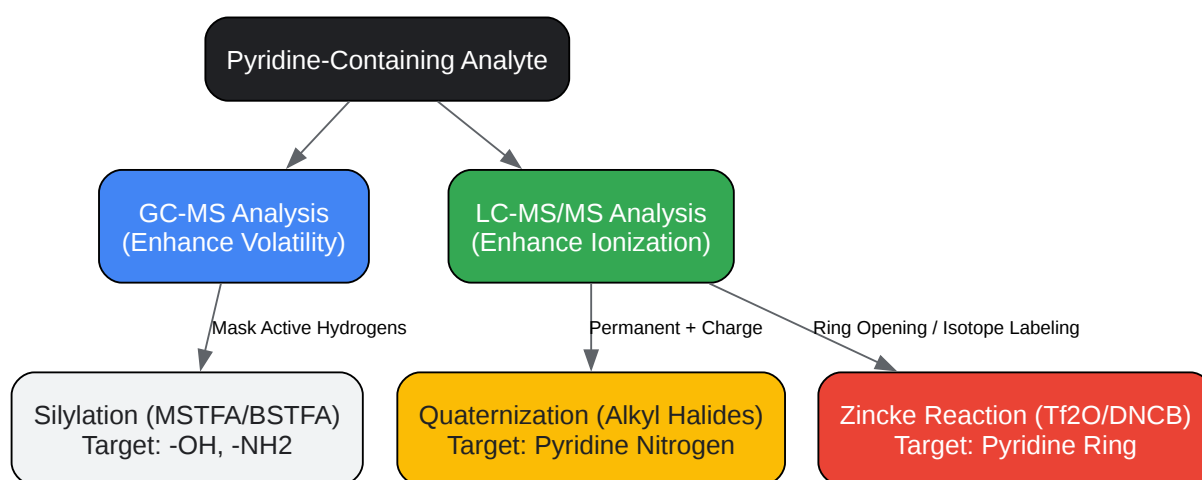 Pyridine-Containing Analyte
GC-MS Analysis
(Enhance Volatility)
LC-MS/MS Analysis
(Enhance Ionization)
Mask Active Hydrogens
Permanent + Charge
Ring Opening / Isotope Labeling
Silylation (MSTFA/BSTFA)
Target: -OH, -NH2
Quaternization (Alkyl Halides)
Target: Pyridine Nitrogen
Zincke Reaction (Tf2O/DNCB)
Target: Pyridine Ring